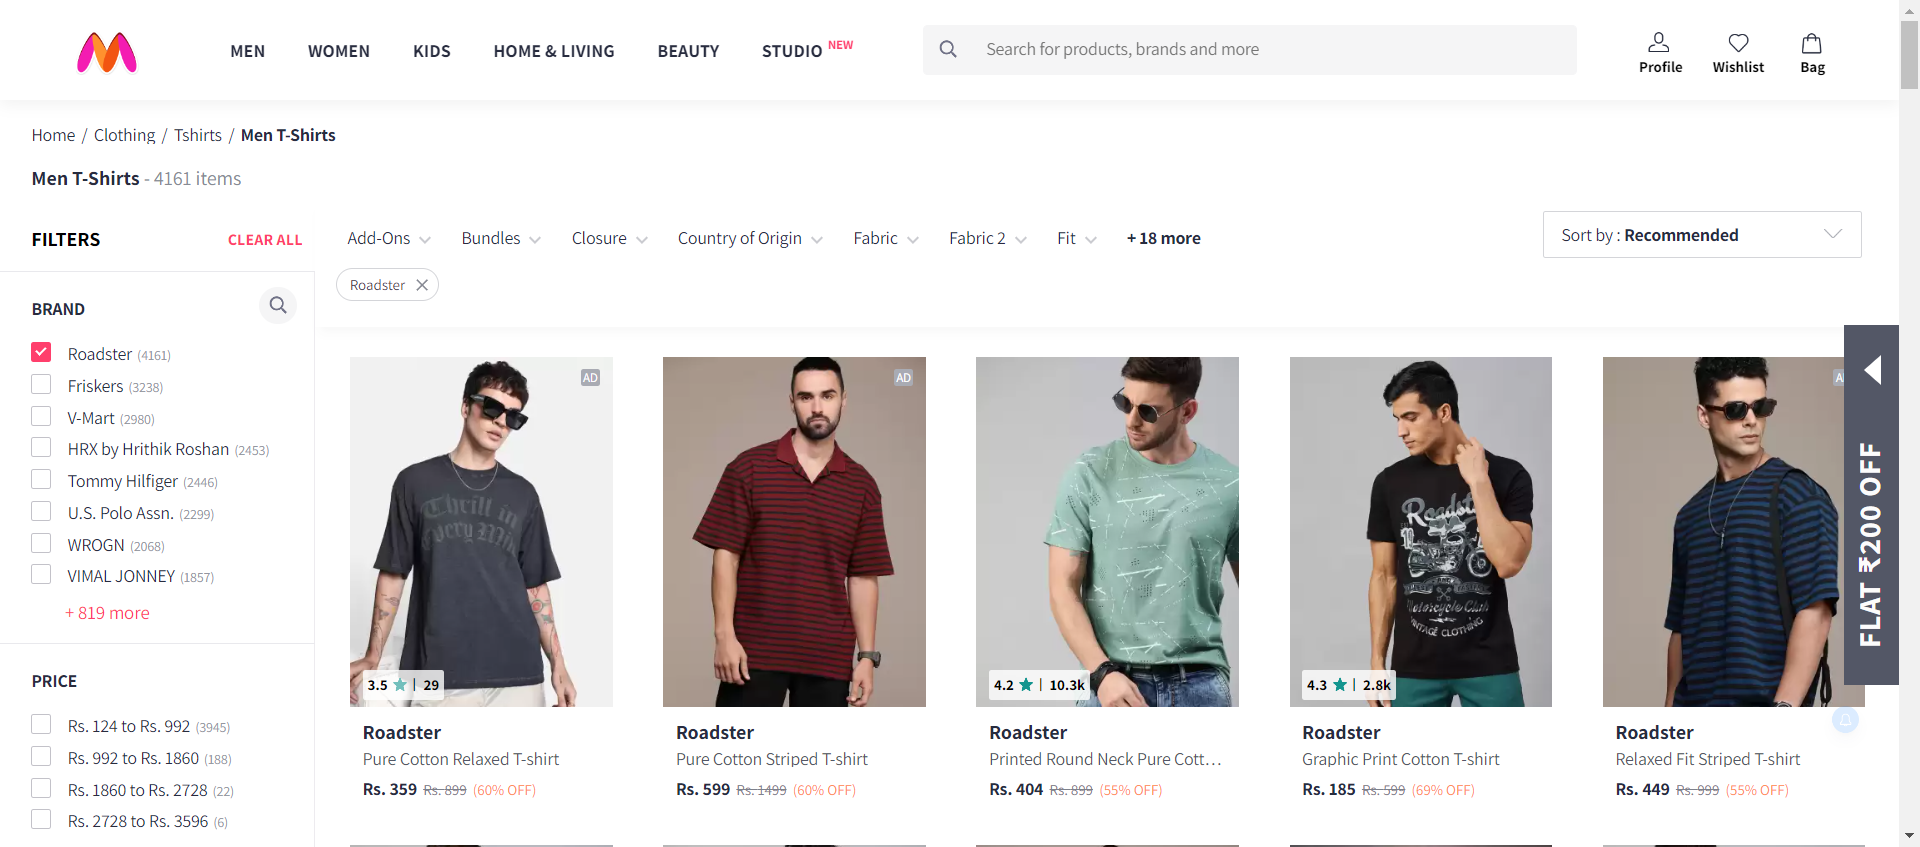 MEN WOMEN KIDS HOME & LIVING BEAUTY STUDIO NEW
Search for products, brands and more
Profile Wishlist Bag
Home / Clothing / Tshirts / Men T-Shirts
Men T-Shirts - 4161 items
FILTERS CLEAR ALL
Add-Ons Bundles Closure Country of Origin Fabric Fabric 2 Fit + 18 more
Sort by : Recommended
Roadster
BRAND
Roadster (4161)
Friskers (3238)
V-Mart (2980)
HRX by Hrithik Roshan (2453)
Tommy Hilfiger (2446)
U.S. Polo Assn. (2299)
WROGN (2068)
VIMAL JONNEY (1857)
+ 819 more
PRICE
Rs. 124 to Rs. 992 (3945)
Rs. 992 to Rs. 1860 (188)
Rs. 1860 to Rs. 2728 (22)
Rs. 2728 to Rs. 3596 (6)
AD
Thrill in
Every
3.5 | 29
Roadster
Pure Cotton Relaxed T-shirt
Rs. 359 Rs. 899 (60% OFF)
AD
Roadster
Pure Cotton Striped T-shirt
Rs. 599 Rs. 1499 (60% OFF)
4.2 | 10.3k
Roadster
Printed Round Neck Pure Cott...
Rs. 404 Rs. 899 (55% OFF)
Roadst
Motorcycle Club
VINTAGE CLOTHING
4.3 | 2.8k
Roadster
Graphic Print Cotton T-shirt
Rs. 185 Rs. 599 (69% OFF)
A
Roadster
Relaxed Fit Striped T-shirt
Rs. 449 Rs. 999 (55% OFF)
FLAT ₹200 OFF